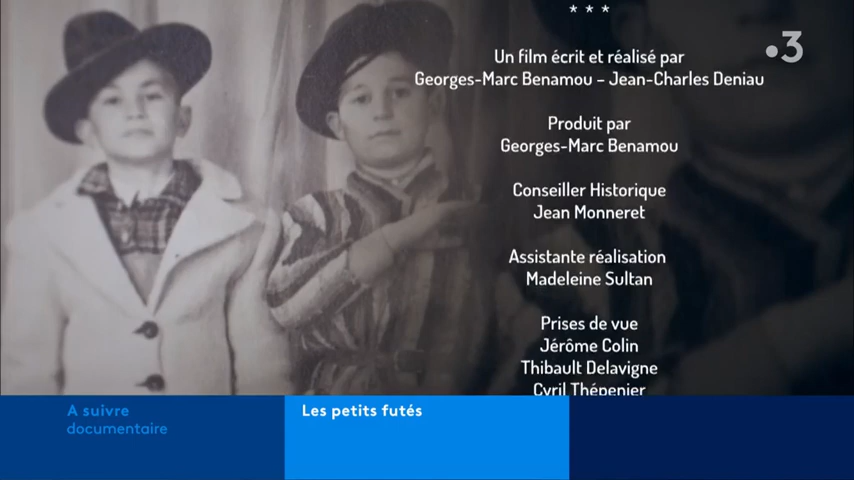 * * *
3
Un film écrit et réalisé par
Georges-Marc Benamou – Jean-Charles Deniau
Produit par
Georges-Marc Benamou
Conseiller Historique
Jean Monneret
Assistante réalisation
Madeleine Sultan
Prises de vue
Jérôme Colin
Thibault Delavigne
Cyril Thépenier
A suivre
documentaire
Les petits futés